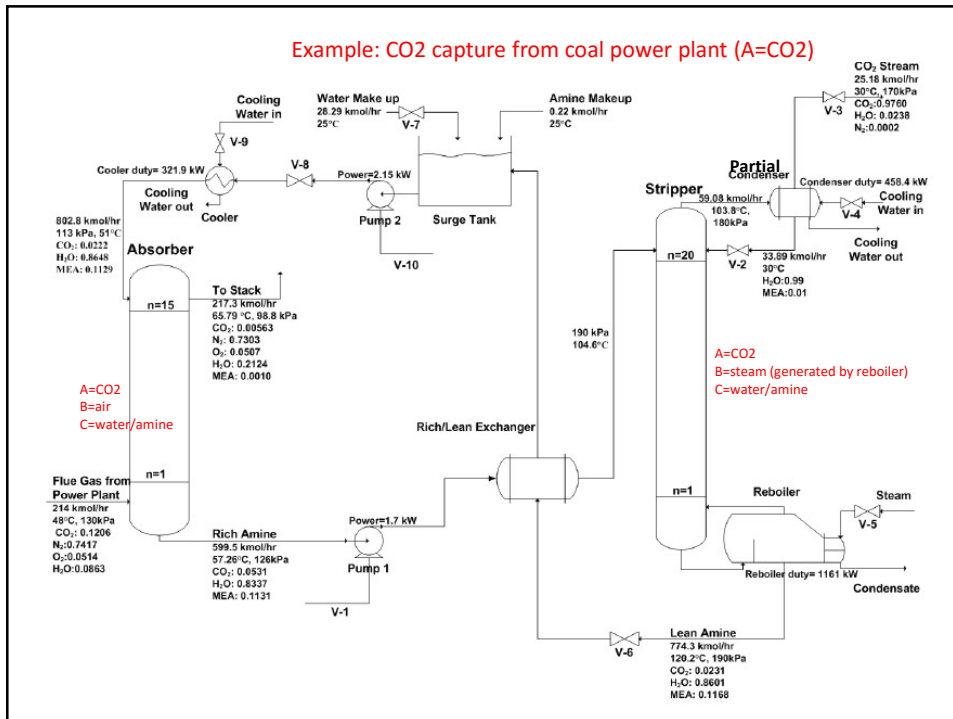 Example: CO2 capture from coal power plant (A=CO2)
CO₂ Stream
25.18 kmol/hr
30°C, 170kPa
CO₂:0.9760
H₂O: 0.0238
N₂:0.0002
V-3
Cooling
Water in
V-9
Water Make up
28.29 kmol/hr
25°C
V-7
Amine Makeup
0.22 kmol/hr
25°C
Cooler duty= 321.9 kW
V-8
Power=2.15 kW
Cooling
Water out
Cooler
Pump 2
Surge Tank
V-10
Partial
Condenser
Condenser duty= 458.4 kW
Stripper
59.08 kmol/hr
103.8°C,
180kPa
V-4
Cooling
Water in
Cooling
Water out
V-2
33.89 kmol/hr
30°C
H₂O:0.99
MEA:0.01
n=20
802.8 kmol/hr
113 kPa, 51°C
CO₂: 0.0222
H₂O: 0.8648
MEA: 0.1129
Absorber
n=15
To Stack
217.3 kmol/hr
65.79 °C, 98.8 kPa
CO₂: 0.00563
N₂: 0.7303
O₂: 0.0507
H₂O: 0.2124
MEA: 0.0010
190 kPa
104.6°C
A=CO2
B=air
C=water/amine
A=CO2
B=steam (generated by reboiler)
C=water/amine
Rich/Lean Exchanger
n=1
Flue Gas from
Power Plant
214 kmol/hr
48°C, 130kPa
CO₂: 0.1206
N₂:0.7417
O₂:0.0514
H₂O:0.0863
Rich Amine
599.5 kmol/hr
57.26°C, 126kPa
CO₂: 0.0531
H₂O: 0.8337
MEA: 0.1131
Power=1.7 kW
Pump 1
V-1
n=1
Reboiler
Steam
V-5
Reboiler duty= 1161 kW
Condensate
V-6
Lean Amine
774.3 kmol/hr
120.2°C, 190kPa
CO₂: 0.0231
H₂O: 0.8601
MEA: 0.1168